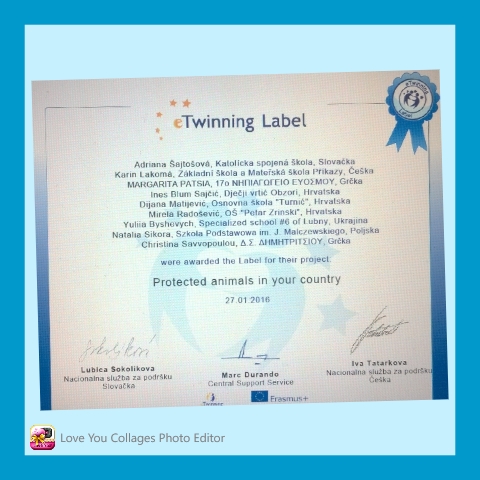 eTwinning Label
eTwinning
Label
Adriana Šajtošová, Katolícka spojená škola, Slovačka
Karin Lakomá, Základní škola a Mateřská škola Přikazy, Češka
MARGARITA PATSIA, 17ο ΝΗΠΙΑΓΩΓΕΙΟ ΕΥΟΣΜΟΥ, Grčka
Ines Blum Sajčić, Dječji vrtić Obzori, Hrvatska
Dijana Matijević, Osnovna škola "Turnić", Hrvatska
Mirela Radošević, OŠ "Petar Zrinski", Hrvatska
Yuliia Byshovych, Specialized school #6 of Lubny, Ukrajina
Natalia Sikora, Szkoła Podstawowa im. J. Malczewskiego, Poljska
Christina Savvopoulou, Δ.Σ. ΔΗΜΗΤΡΙΤΣΙΟΥ, Grčka
were awarded the Label for their project:
Protected animals in your country
27.01.2016
Lubica Sokolikova
Nacionalna služba za podršku
Slovačka
Marc Durando
Central Support Service
Iva Tatarkova
Nacionalna služba za podršku
Češka
Erasmus+
Love You Collages Photo Editor